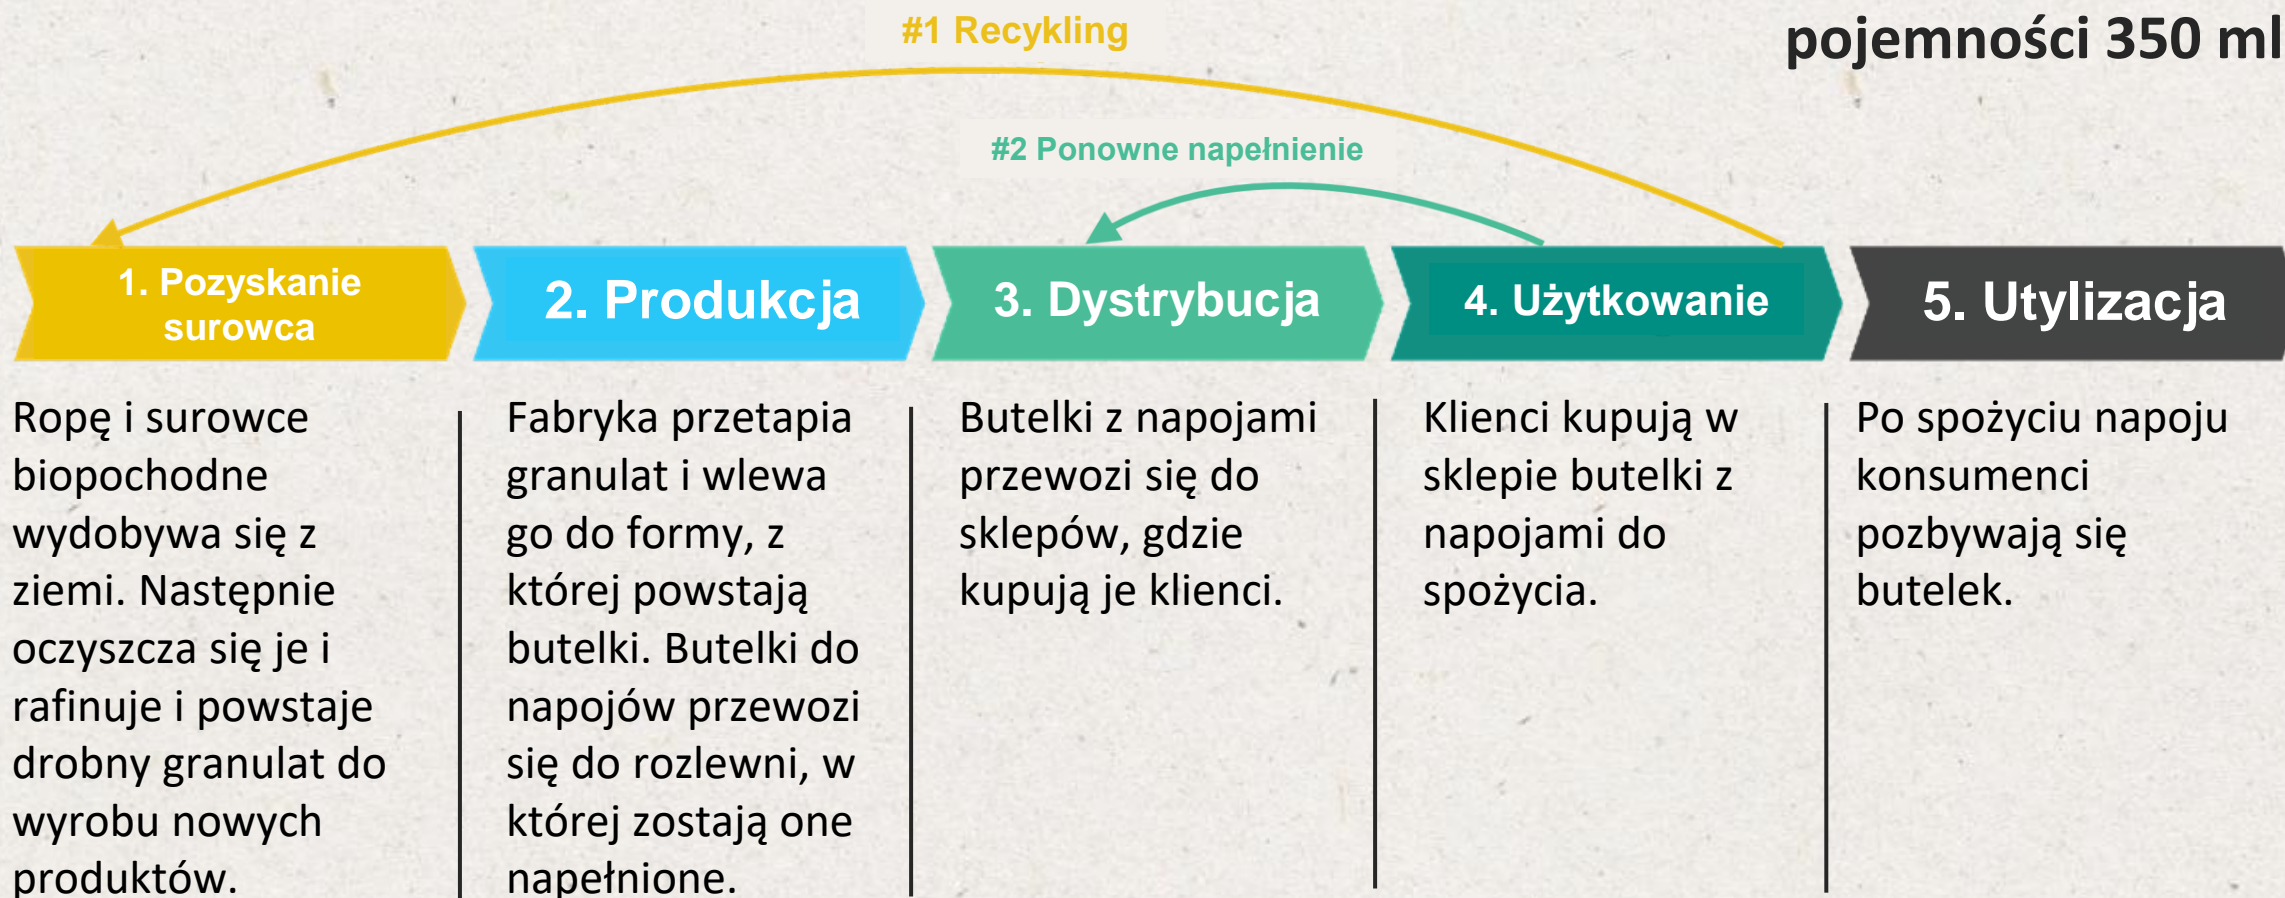 #1 Recykling
pojemności 350 ml
#2 Ponowne napełnienie
1. Pozyskanie
surowca
2. Produkcja
3. Dystrybucja
4. Użytkowanie
5. Utylizacja
Ropę i surowce
biopochodne
wydobywa się z
ziemi. Następnie
oczyszcza się je i
rafinuje i powstaje
drobny granulat do
wyrobu nowych
produktów.
Fabryka przetapia
granulat i wlewa
go do formy, z
której powstają
butelki. Butelki do
napojów przewozi
się do rozlewni, w
której zostają one
napełnione.
Butelki z napojami
przewozi się do
sklepów, gdzie
kupują je klienci.
Klienci kupują w
sklepie butelki z
napojami do
spożycia.
Po spożyciu napoju
konsumenci
pozbywają się
butelek.